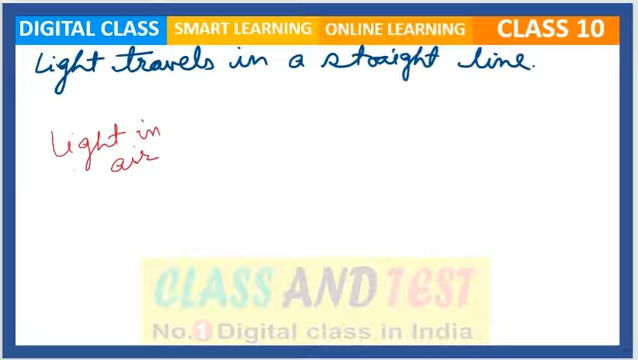 DIGITAL CLASS SMART LEARNING ONLINE LEARNING CLASS 10
Light travels in a straight line.
Light in
air
CLASS AND TEST
No.1 Digital class in India